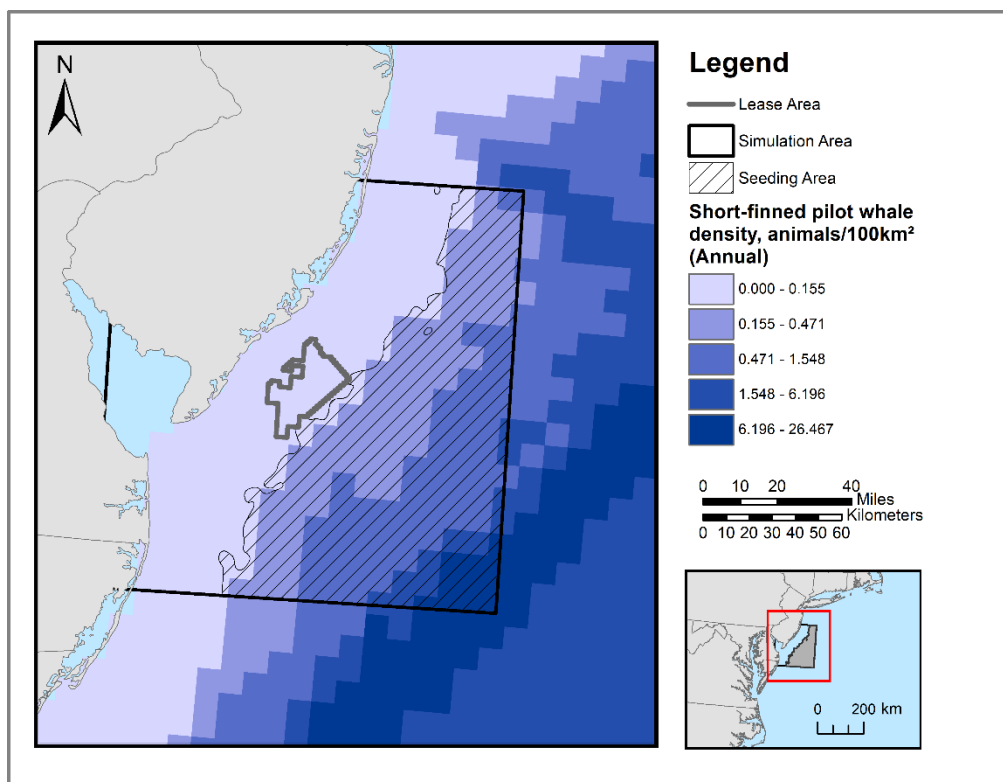 N
Legend
Lease Area
Simulation Area
Seeding Area
Short-finned pilot whale
density, animals/100km²
(Annual)
0.000 - 0.155
0.155 - 0.471
0.471 - 1.548
1.548 - 6.196
6.196 - 26.467
0 10 20 40
Miles
Kilometers
0 10 20 30 40 50 60
0 200 km